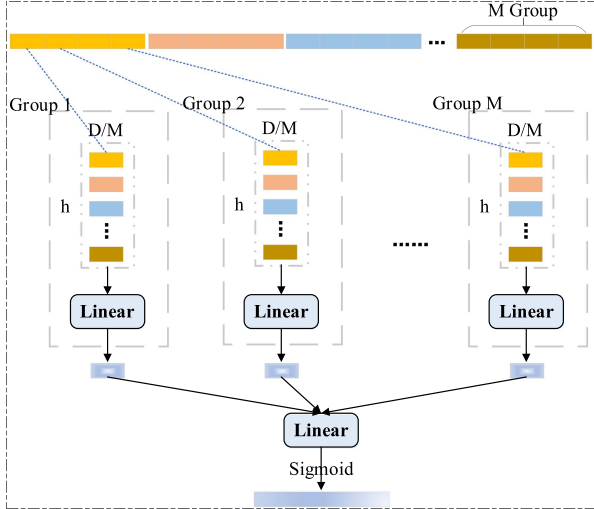 M Group
Group 1
Group 2
Group M
D/M
D/M
D/M
h
h
h
Linear
Linear
Linear
Linear
Sigmoid